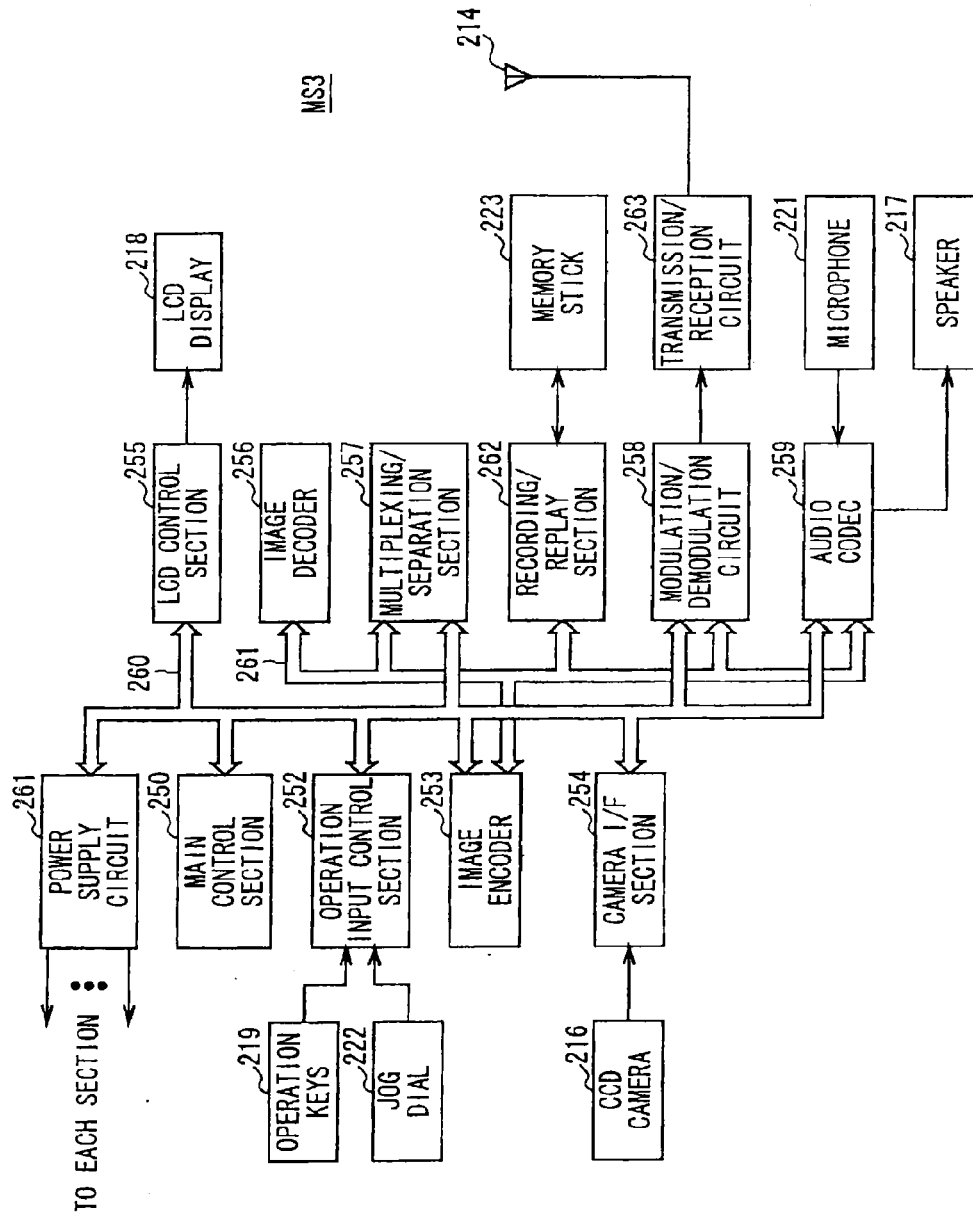 MS3
214
218
LCD
DISPLAY
223
MEMORY
STICK
263
TRANSMISSION/
RECEPTION
CIRCUIT
221
MICROPHONE
217
SPEAKER
255
LCD CONTROL
SECTION
256
IMAGE
DECODER
257
MULTIPLEXING/
SEPARATION
SECTION
262
RECORDING/
REPLAY
SECTION
258
MODULATION/
DEMODULATION
CIRCUIT
259
AUDIO
CODEC
260
261
261
POWER
SUPPLY
CIRCUIT
250
MAIN
CONTROL
SECTION
252
OPERATION
INPUT CONTROL
SECTION
253
IMAGE
ENCODER
254
CAMERA I/F
SECTION
TO EACH SECTION
219
OPERATION
KEYS
222
JOG
DIAL
216
CCD
CAMERA